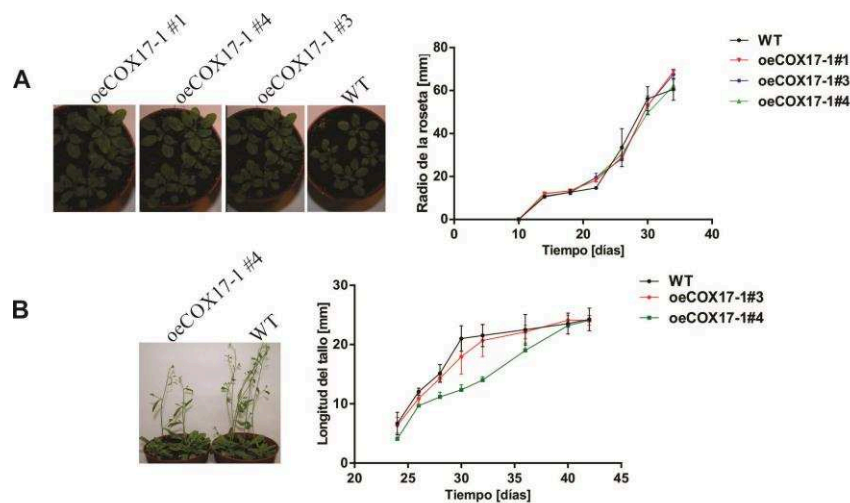 A
oeCOX17-1 #1
oeCOX17-1 #4
oeCOX17-1 #3
WT
Radio de la roseta [mm]
80
60
40
20
0
0
10
20
30
40
Tiempo [días]
WT
oeCOX17-1#1
oeCOX17-1#3
oeCOX17-1#4
B
oeCOX17-1 #4
WT
Longitud del tallo [mm]
30
20
10
0
20
25
30
35
40
45
Tiempo [días]
WT
oeCOX17-1#3
oeCOX17-1#4